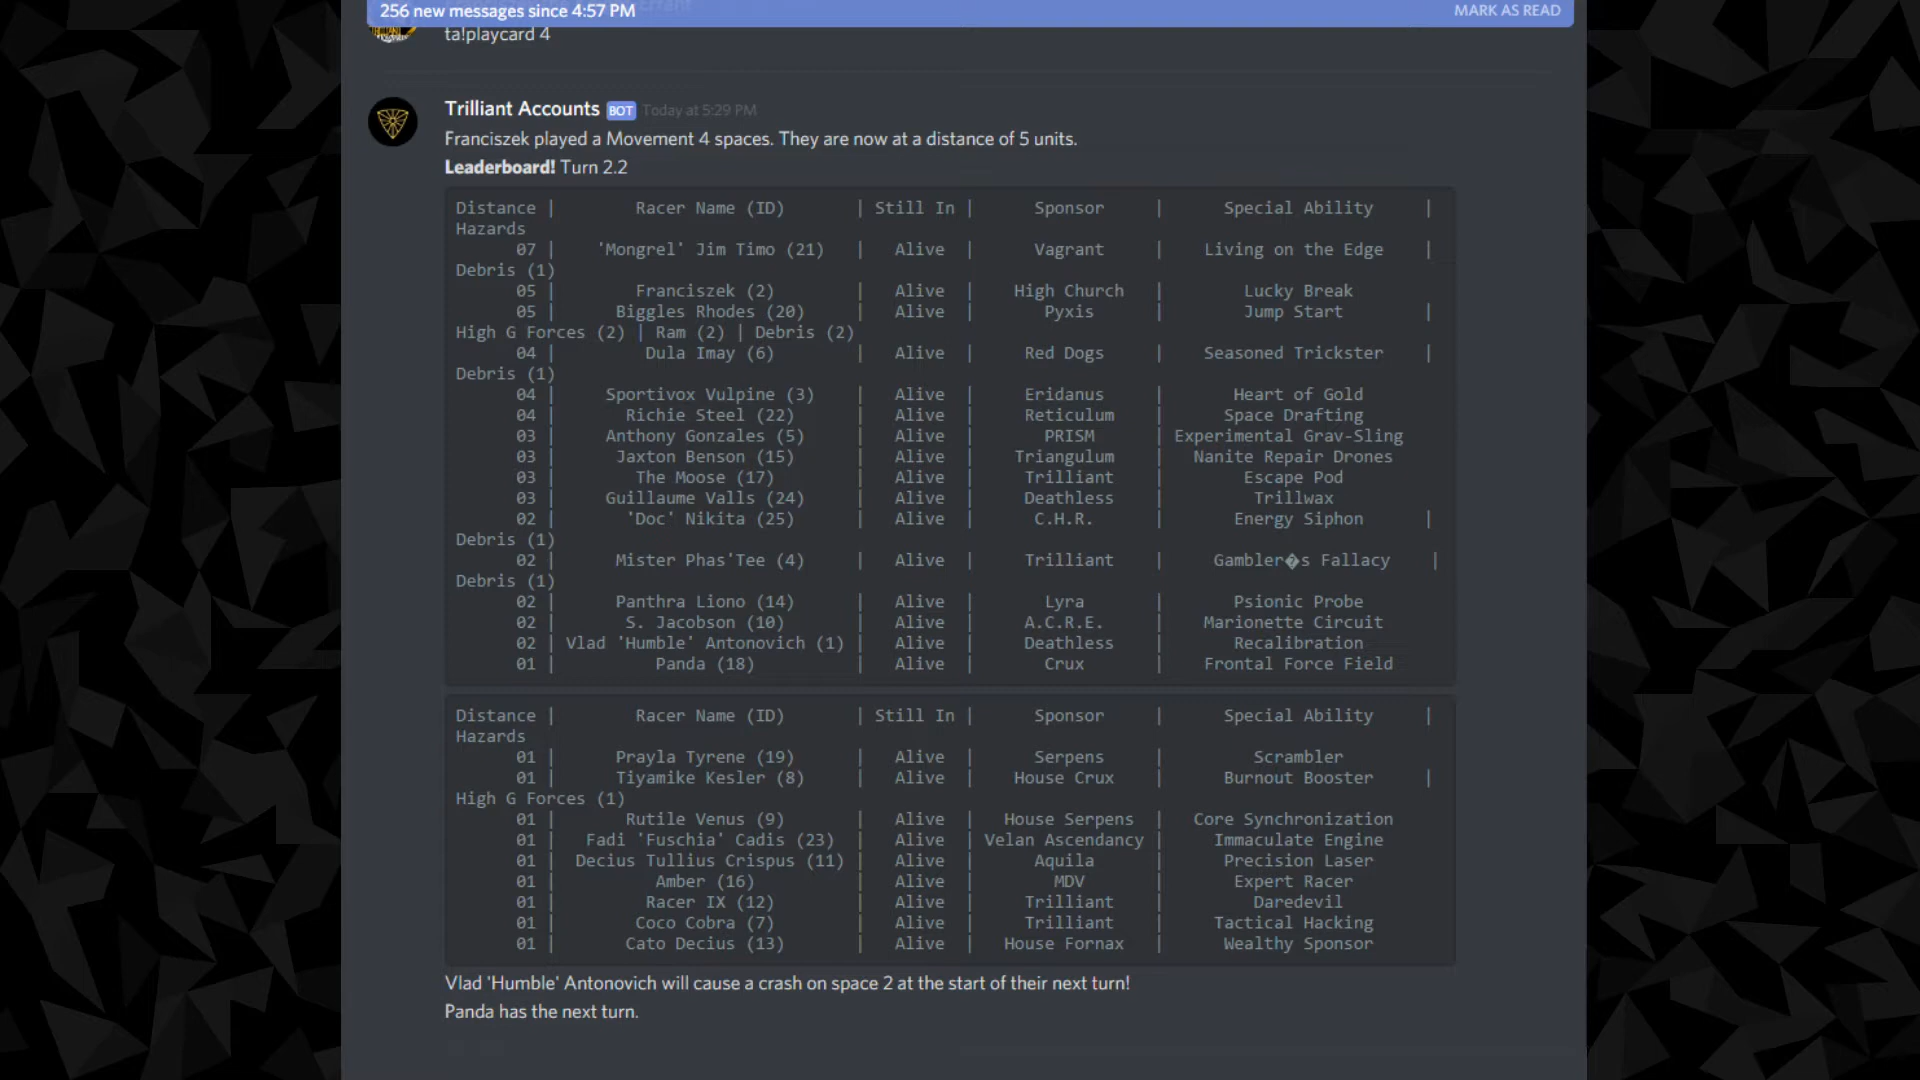 256 new messages since 4:57 PM
MARK AS READ
ta!playcard 4
Trilliant Accounts BOT Today at 5:29 PM
Franciszek played a Movement 4 spaces. They are now at a distance of 5 units.
Leaderboard! Turn 2.2
Distance | Racer Name (ID) | Still In | Sponsor | Special Ability |
Hazards
07 | 'Mongrel' Jim Timo (21) | Alive | Vagrant | Living on the Edge |
Debris (1)
05 | Franciszek (2) | Alive | High Church | Lucky Break
05 | Biggles Rhodes (20) | Alive | Pyxis | Jump Start |
High G Forces (2) | Ram (2) | Debris (2)
04 | Dula Imay (6) | Alive | Red Dogs | Seasoned Trickster |
Debris (1)
04 | Sportivox Vulpine (3) | Alive | Eridanus | Heart of Gold
04 | Richie Steel (22) | Alive | Reticulum | Space Drafting
03 | Anthony Gonzales (5) | Alive | PRISM | Experimental Grav-Sling
03 | Jaxton Benson (15) | Alive | Triangulum | Nanite Repair Drones
03 | The Moose (17) | Alive | Trilliant | Escape Pod
03 | Guillaume Valls (24) | Alive | Deathless | Trillwax
02 | 'Doc' Nikita (25) | Alive | C.H.R. | Energy Siphon |
Debris (1)
02 | Mister Phas'Tee (4) | Alive | Trilliant | Gambler�s Fallacy |
Debris (1)
02 | Panthra Liono (14) | Alive | Lyra | Psionic Probe
02 | S. Jacobson (10) | Alive | A.C.R.E. | Marionette Circuit
02 | Vlad 'Humble' Antonovich (1) | Alive | Deathless | Recalibration
01 | Panda (18) | Alive | Crux | Frontal Force Field
Distance | Racer Name (ID) | Still In | Sponsor | Special Ability |
Hazards
01 | Prayla Tyrene (19) | Alive | Serpens | Scrambler
01 | Tiyamike Kesler (8) | Alive | House Crux | Burnout Booster |
High G Forces (1)
01 | Rutile Venus (9) | Alive | House Serpens | Core Synchronization
01 | Fadi 'Fuschia' Cadis (23) | Alive | Velan Ascendancy | Immaculate Engine
01 | Decius Tullius Crispus (11) | Alive | Aquila | Precision Laser
01 | Amber (16) | Alive | MDV | Expert Racer
01 | Racer IX (12) | Alive | Trilliant | Daredevil
01 | Coco Cobra (7) | Alive | Trilliant | Tactical Hacking
01 | Cato Decius (13) | Alive | House Fornax | Wealthy Sponsor
Vlad 'Humble' Antonovich will cause a crash on space 2 at the start of their next turn!
Panda has the next turn.